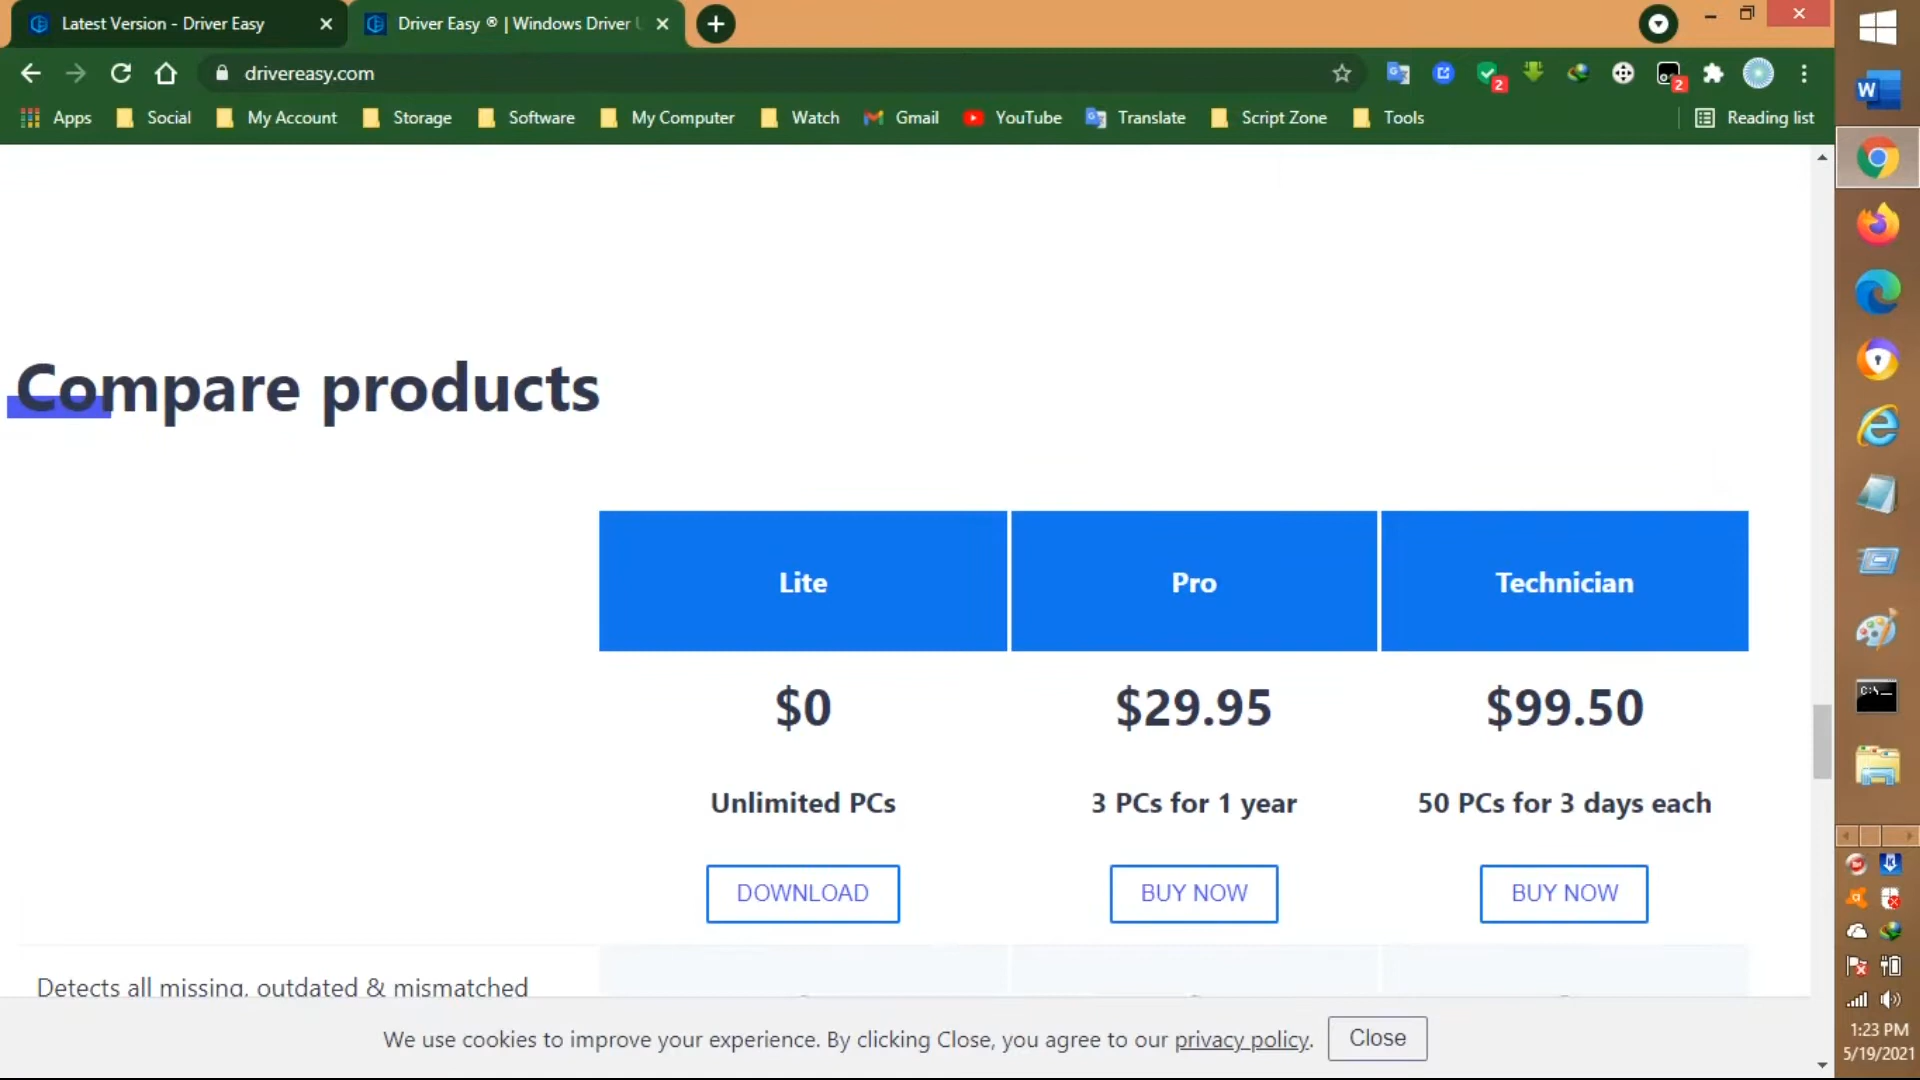 Latest Version - Driver Easy
Driver Easy ® | Windows Driver
drivereasy.com
2
2
Apps
Social
My Account
Storage
Software
My Computer
Watch
Gmail
YouTube
Translate
Script Zone
Tools
Reading list
Compare products
Lite
Pro
Technician
$0
$29.95
$99.50
Unlimited PCs
3 PCs for 1 year
50 PCs for 3 days each
DOWNLOAD
BUY NOW
BUY NOW
Detects all missing, outdated & mismatched
We use cookies to improve your experience. By clicking Close, you agree to our privacy policy.
Close
1:23 PM
5/19/2021